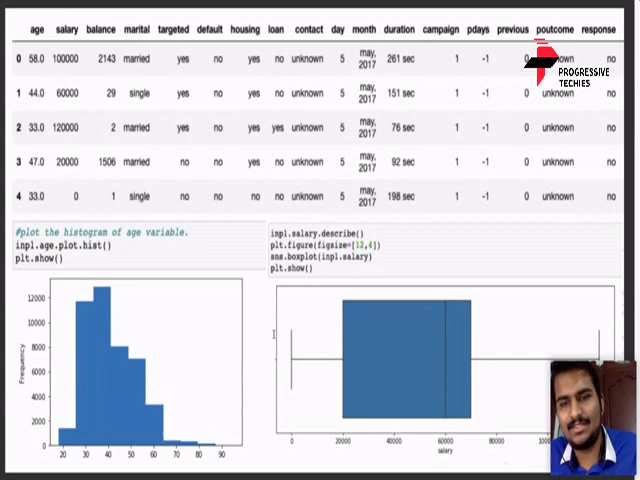 age salary balance marital targeted default housing loan contact day month duration campaign pdays previous poutcome response
0 58.0 100000 2143 married yes no yes no unknown 5 may, 2017 261 sec 1 -1 0 no
1 44.0 60000 29 single yes no yes no unknown 5 may, 2017 151 sec 1 -1 0 unknown no
2 33.0 120000 2 married yes no yes yes unknown 5 may, 2017 76 sec 1 -1 0 unknown no
3 47.0 20000 1506 married no no yes no unknown 5 may, 2017 92 sec 1 -1 0 unknown no
4 33.0 0 1 single no no no no unknown 5 may, 2017 198 sec 1 -1 0 unknown no
PROGRESSIVE
TECHIES
#plot the histogram of age variable.
inpl.age.plot.hist()
plt.show()
inpl.salary.describe()
plt.figure(figsize=[12,4])
sns.boxplot(inpl.salary)
plt.show()
12000
10000
8000
6000
4000
2000
0
Frequency
20 30 40 50 60 70 80 90
0 20000 40000 60000 80000
salary